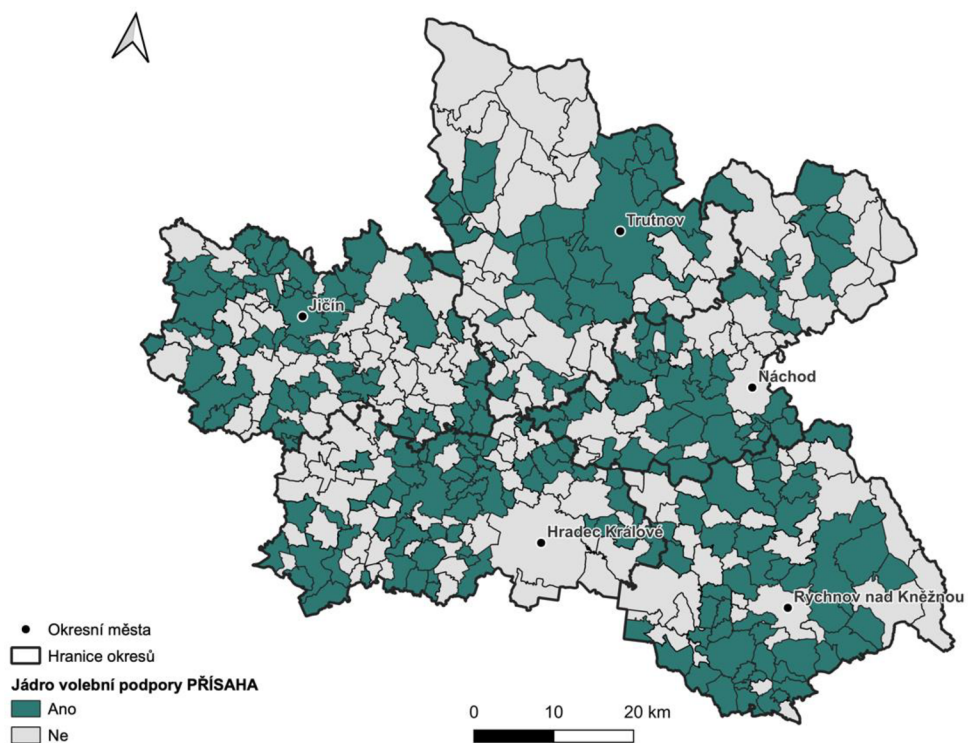 Trutnov
Jičín
Náchod
Hradec Králové
Rychnov nad Kněžnou
Okresní města
Hranice okresů
Jádro volební podpory PŘÍSAHA
Ano
Ne
0 10 20 km